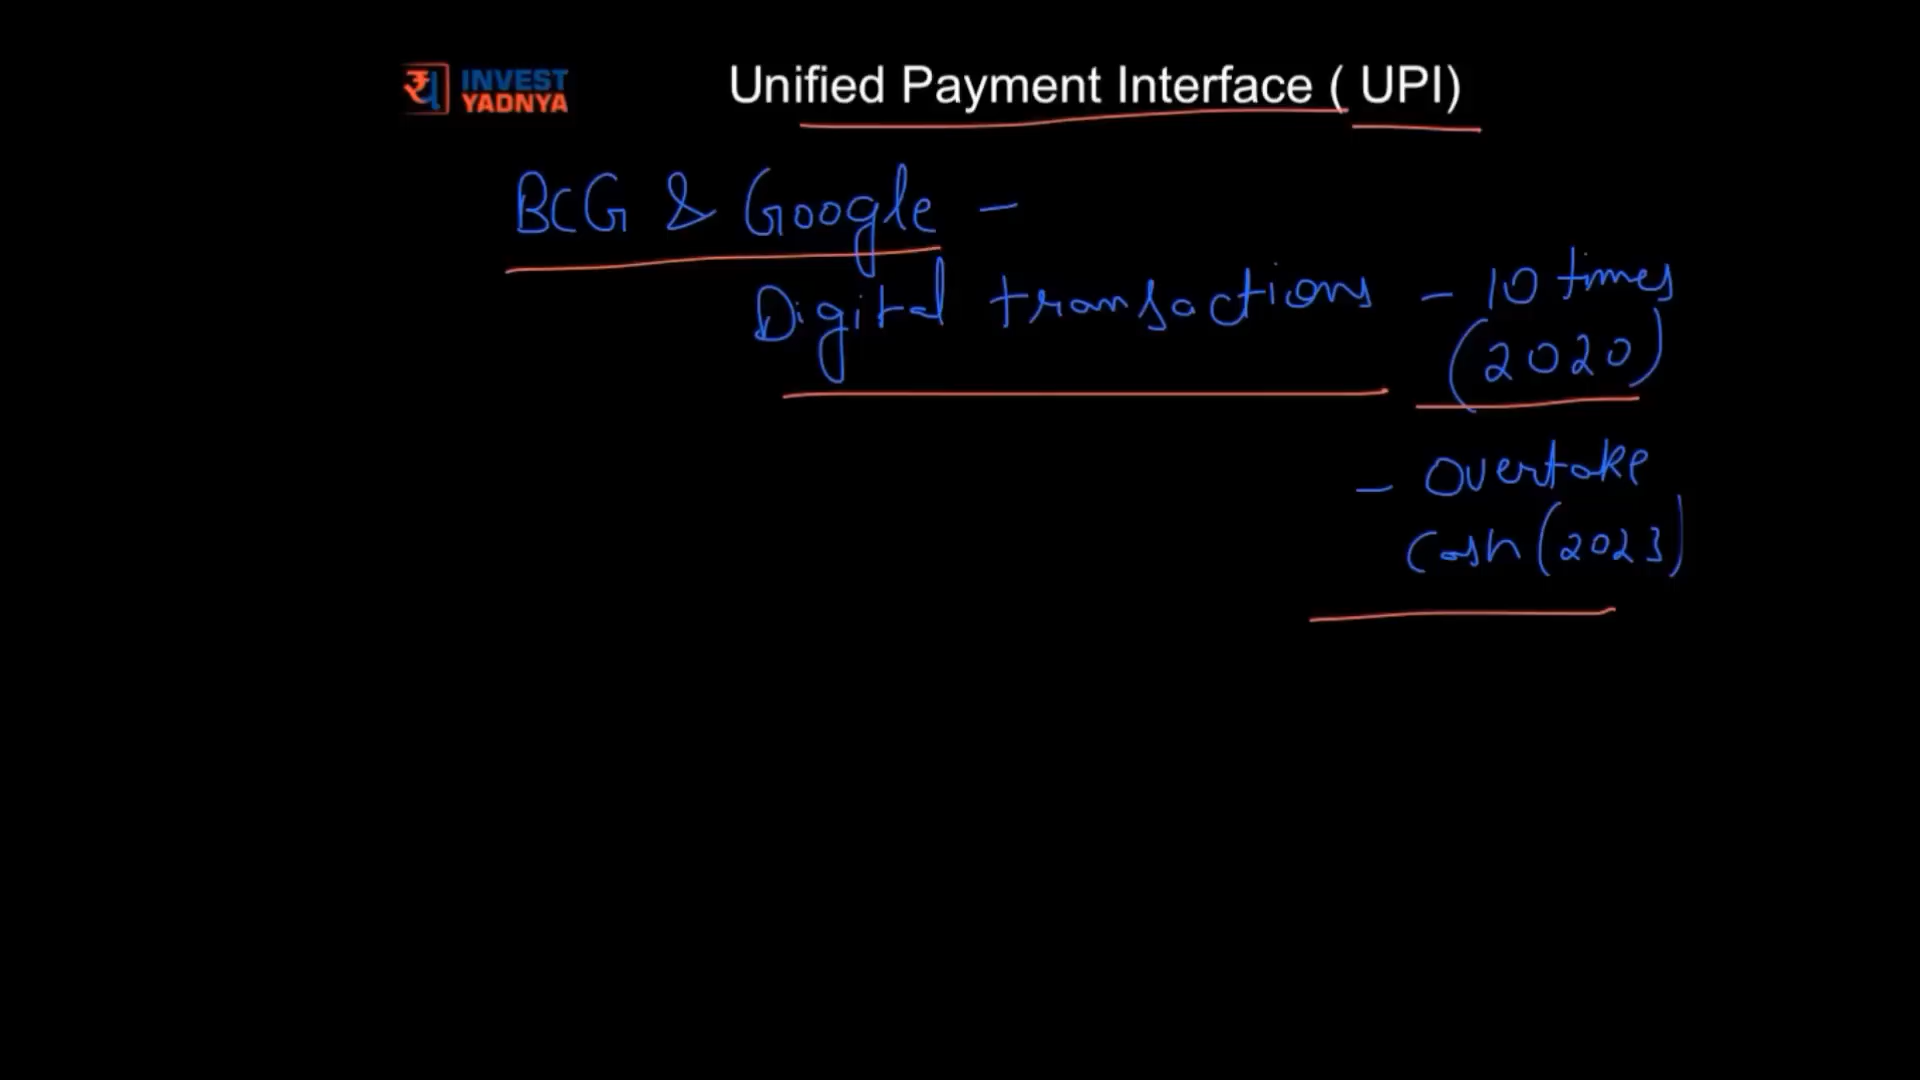 INVEST
YADNYA
Unified Payment Interface ( UPI)
BCG & Google -
Digital transactions - 10 times
(2020)
- Overtake
Cash (2023)